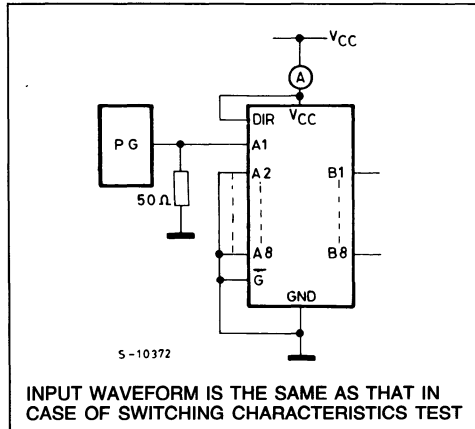 VCC
A
DIR
VCC
PG
A1
A2
B1
50Ω
A8
B8
G
GND
S-10372
INPUT WAVEFORM IS THE SAME AS THAT IN
CASE OF SWITCHING CHARACTERISTICS TEST